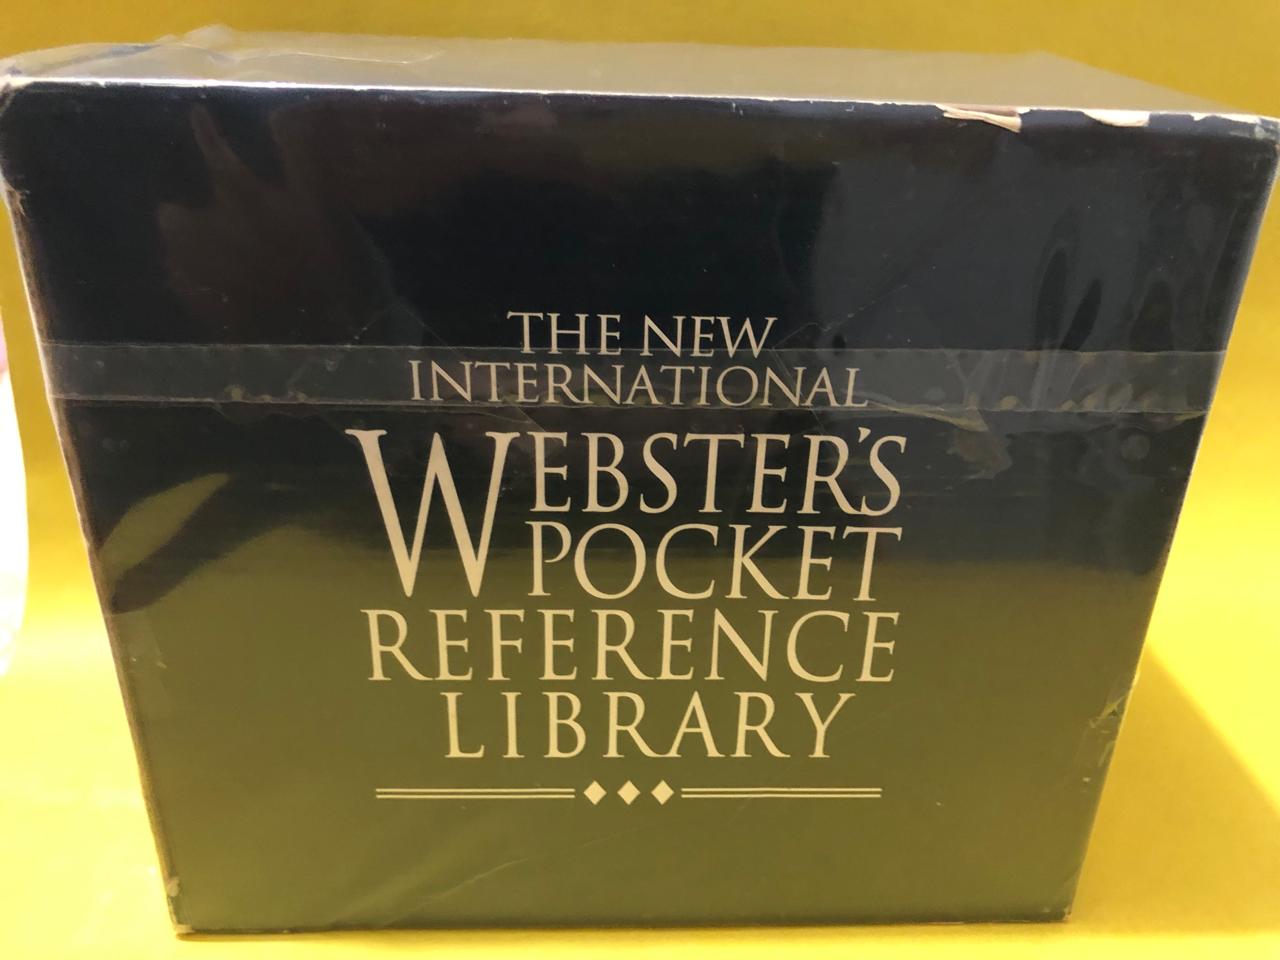 THE NEW
INTERNATIONAL
WEBSTER'S
POCKET
REFERENCE
LIBRARY